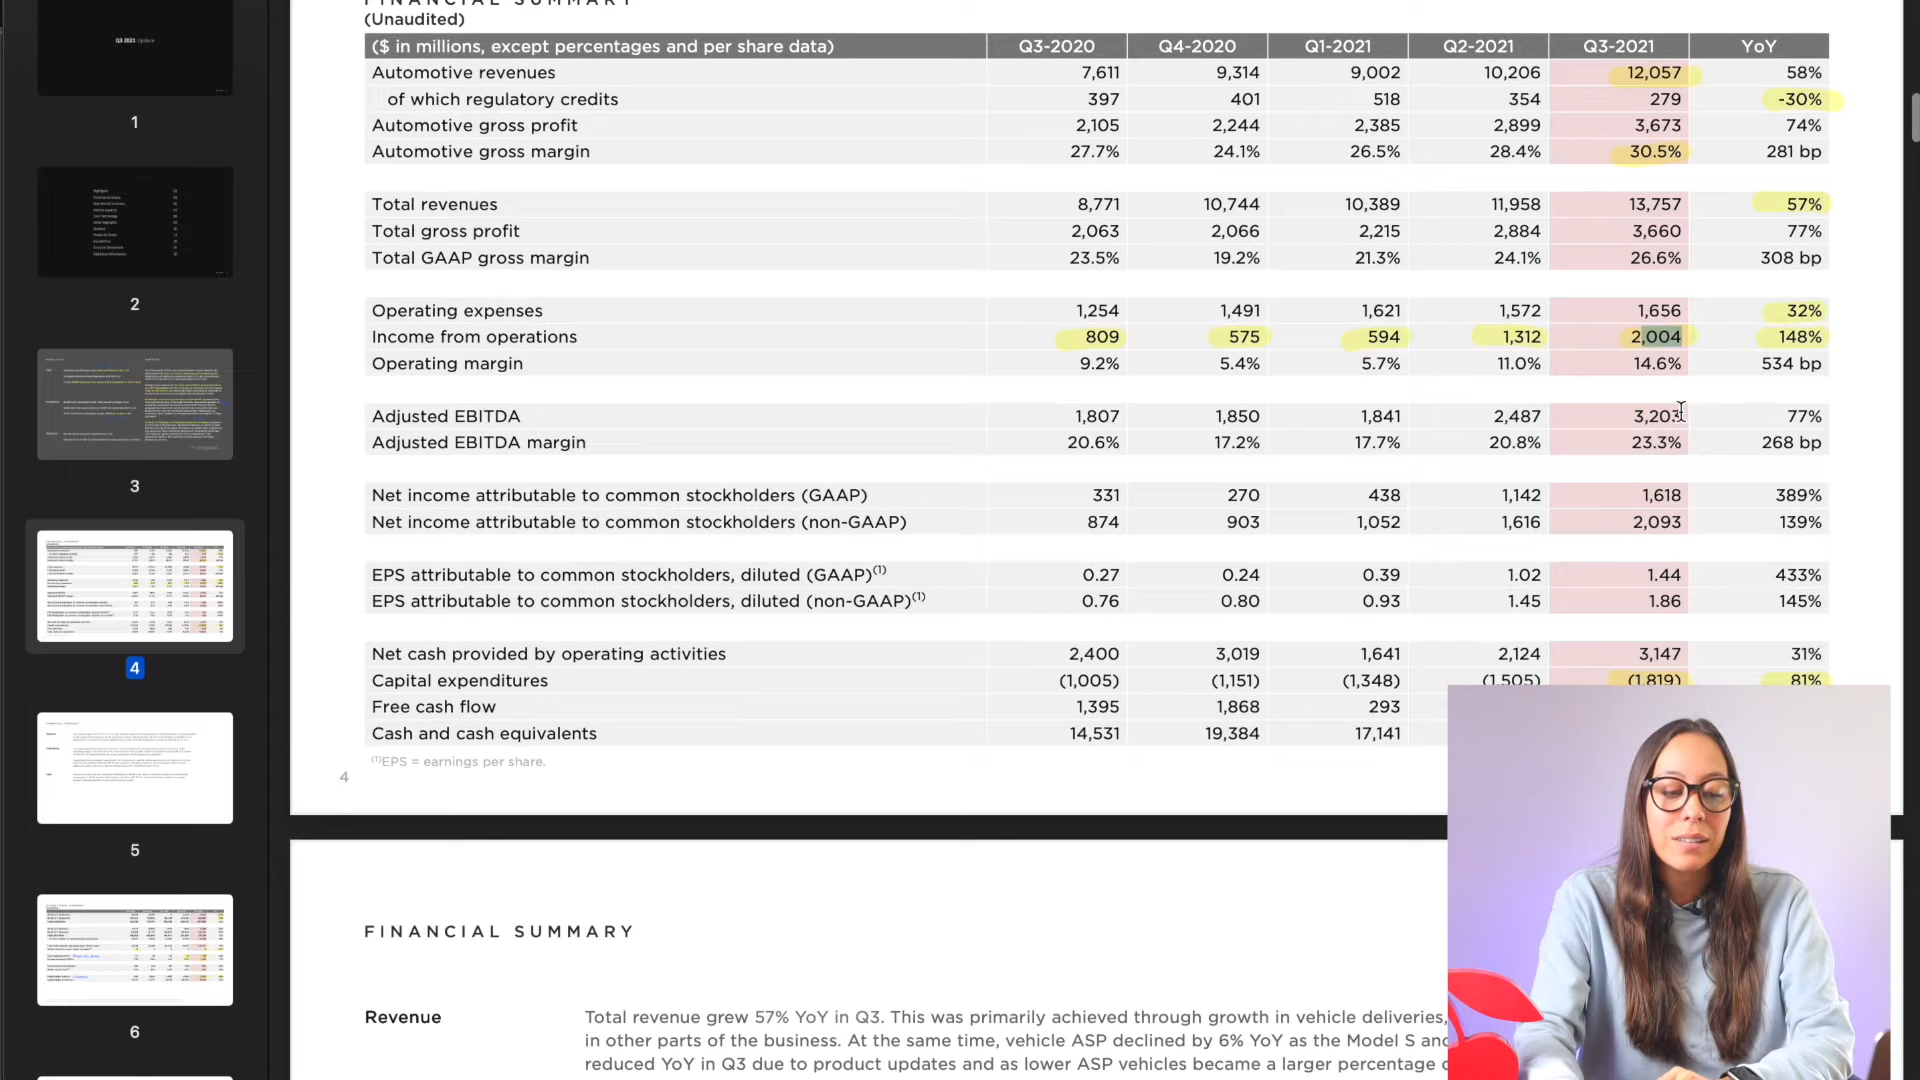 (Unaudited)
($ in millions, except percentages and per share data) Q3-2020 Q4-2020 Q1-2021 Q2-2021 Q3-2021 YoY
Automotive revenues 7,611 9,314 9,002 10,206 12,057 58%
of which regulatory credits 397 401 518 354 279 -30%
Automotive gross profit 2,105 2,244 2,385 2,899 3,673 74%
Automotive gross margin 27.7% 24.1% 26.5% 28.4% 30.5% 281 bp
Total revenues 8,771 10,744 10,389 11,958 13,757 57%
Total gross profit 2,063 2,066 2,215 2,884 3,660 77%
Total GAAP gross margin 23.5% 19.2% 21.3% 24.1% 26.6% 308 bp
Operating expenses 1,254 1,491 1,621 1,572 1,656 32%
Income from operations 809 575 594 1,312 2,004 148%
Operating margin 9.2% 5.4% 5.7% 11.0% 14.6% 534 bp
Adjusted EBITDA 1,807 1,850 1,841 2,487 3,203 77%
Adjusted EBITDA margin 20.6% 17.2% 17.7% 20.8% 23.3% 268 bp
Net income attributable to common stockholders (GAAP) 331 270 438 1,142 1,618 389%
Net income attributable to common stockholders (non-GAAP) 874 903 1,052 1,616 2,093 139%
EPS attributable to common stockholders, diluted (GAAP)(1) 0.27 0.24 0.39 1.02 1.44 433%
EPS attributable to common stockholders, diluted (non-GAAP)(1) 0.76 0.80 0.93 1.45 1.86 145%
Net cash provided by operating activities 2,400 3,019 1,641 2,124 3,147 31%
Capital expenditures (1,005) (1,151) (1,348) (1,505) (1,819) 81%
Free cash flow 1,395 1,868 293
Cash and cash equivalents 14,531 19,384 17,141
(1)EPS = earnings per share.
4
FINANCIAL SUMMARY
Revenue
Total revenue grew 57% YoY in Q3. This was primarily achieved through growth in vehicle deliveries,
in other parts of the business. At the same time, vehicle ASP declined by 6% YoY as the Model S and
reduced YoY in Q3 due to product updates and as lower ASP vehicles became a larger percentage
Q3 2021 Update
1
2
3
4
5
6